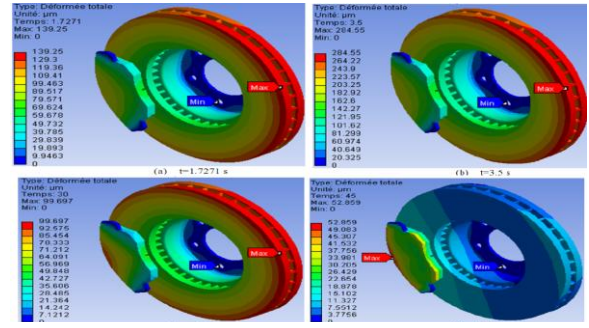 Type: Déformée totale
Unité: µm
Temps: 1.7271
Max: 139.25
Min: 0
139.25
129.3
119.36
109.41
99.463
89.517
79.571
69.624
59.678
49.732
39.785
29.839
19.893
9.9463
0
Max
Min
(a) t=1.7271 s
Type: Déformée totale
Unité: µm
Temps: 3.5
Max: 284.55
Min: 0
284.55
264.22
243.9
223.57
203.25
182.92
162.6
142.27
121.95
101.62
81.299
60.974
40.649
20.325
0
Max
Min
(b) t=3.5 s
Type: Déformée totale
Unité: µm
Temps: 30
Max: 99.697
Min: 0
99.697
92.575
85.454
78.333
71.212
64.091
56.969
49.848
42.727
35.606
28.485
21.364
14.242
7.1212
0
Max
Min
Type: Déformée totale
Unité: µm
Temps: 45
Max: 52.859
Min: 0
52.859
49.083
45.307
41.532
37.756
33.981
30.205
26.429
22.654
18.878
15.102
11.327
7.5512
3.7756
0
Max
Min